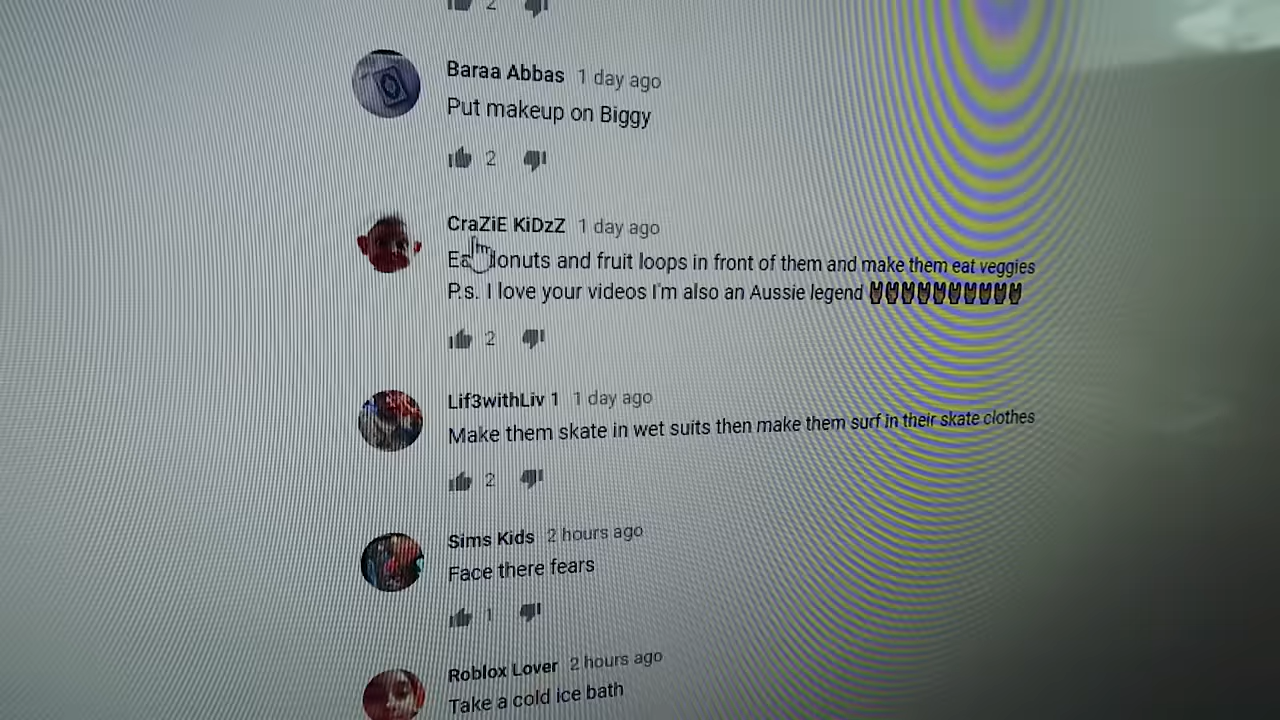 2
Baraa Abbas 1 day ago
Put makeup on Biggy
2
CraZiE KiDzZ 1 day ago
and fruit loops in front of them and make them eat veggies
P.s. I love your videos I'm also an Aussie legend
2
Lif3withLiv 1 1 day ago
Make them skate in wet suits then make them surf in their skate clothes
2
Sims Kids 2 hours ago
Face there fears
1
Roblox Lover 2 hours ago
Take a cold ice bath